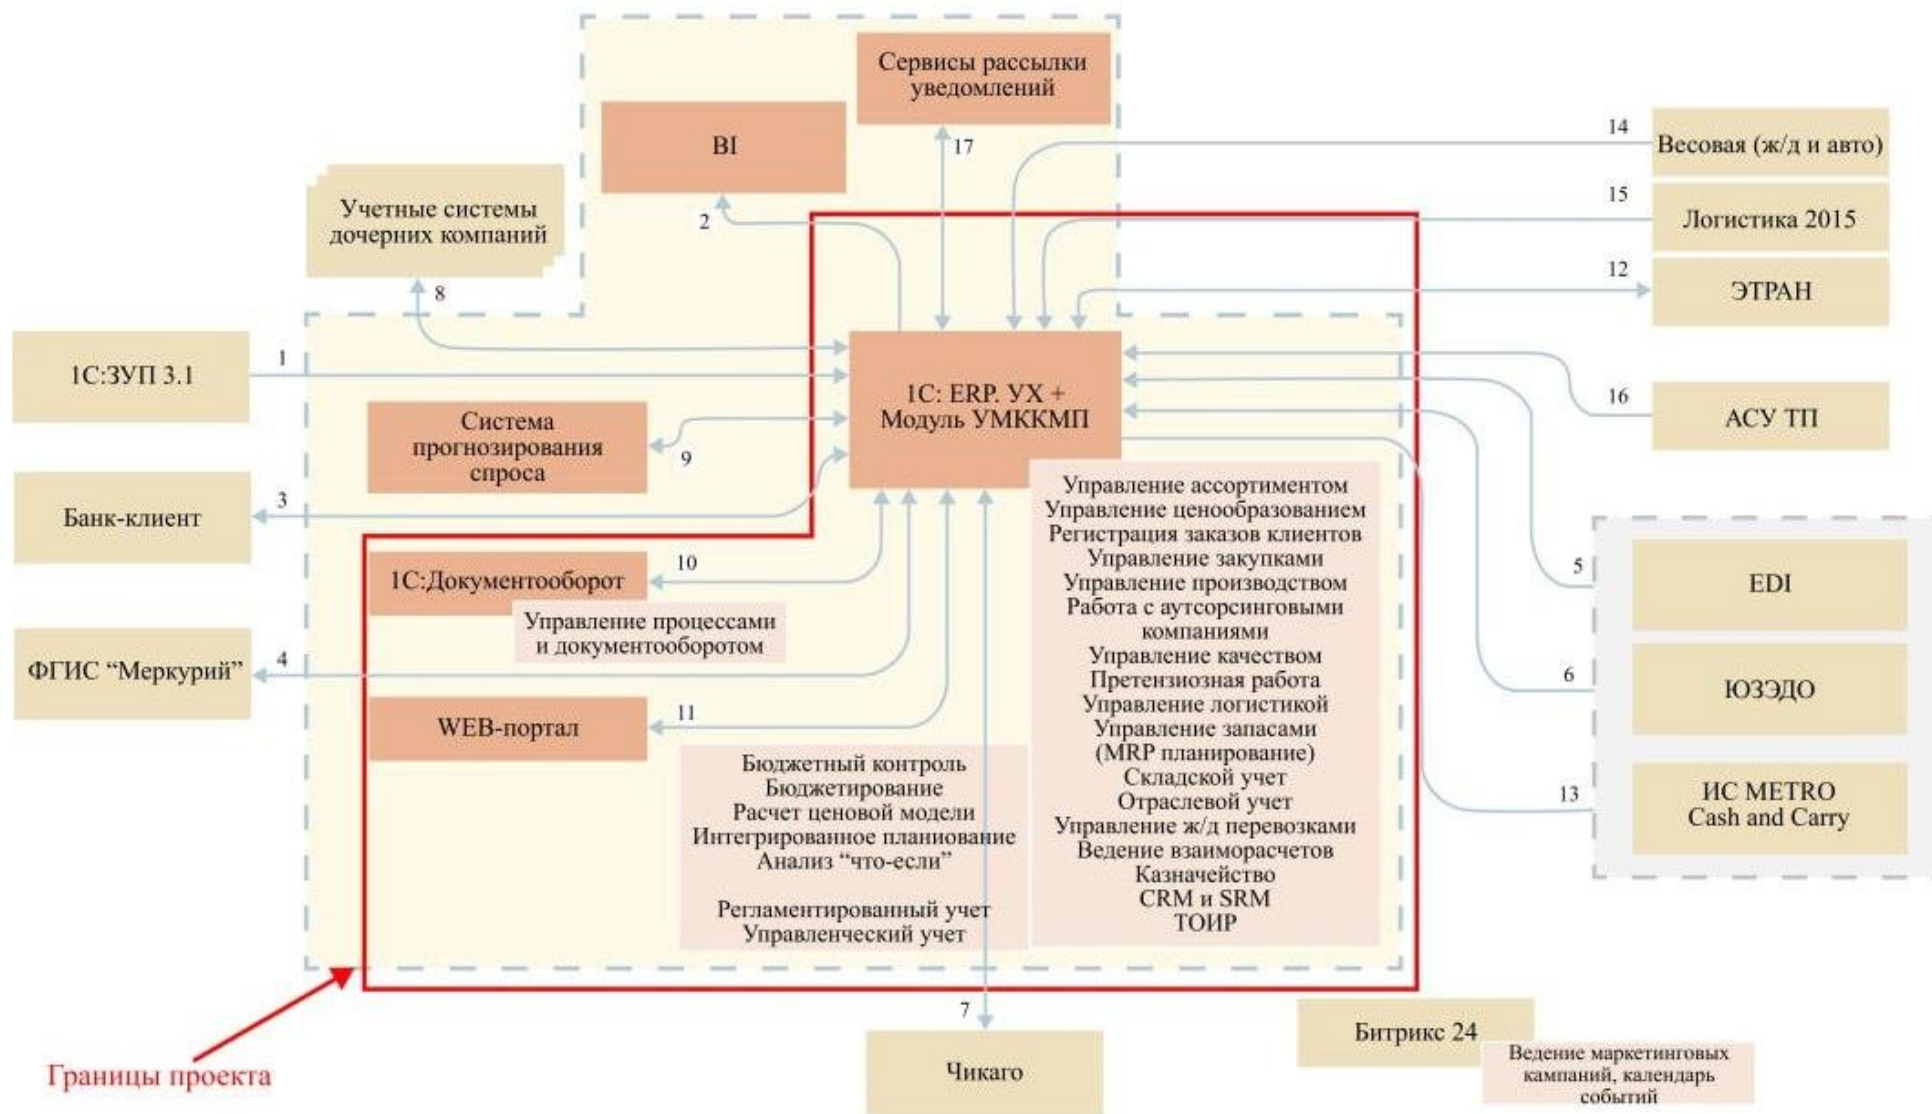 Сервисы рассылки
уведомлений
BI
17
2
14
Весовая (ж/д и авто)
15
Логистика 2015
12
ЭТРАН
Учетные системы
дочерних компаний
8
1С:ЗУП 3.1
1
1С: ERP. УХ +
Модуль УМККМП
16
АСУ ТП
Система
прогнозирования
спроса
9
Банк-клиент
3
Управление ассортиментом
Управление ценообразованием
Регистрация заказов клиентов
Управление закупками
Управление производством
Работа с аутсорсинговыми
компаниями
Управление качеством
Претензиозная работа
Управление логистикой
Управление запасами
(MRP планирование)
Складской учет
Отраслевой учет
Управление ж/д перевозками
Ведение взаиморасчетов
Казначейство
CRM и SRM
ТОИР
1С:Документооборот
10
Управление процессами
и документооборотом
5
EDI
ФГИС “Меркурий”
4
6
ЮЗЭДО
WEB-портал
11
Бюджетный контроль
Бюджетирование
Расчет ценовой модели
Интегрированное планиование
Анализ “что-если”
Регламентированный учет
Управленческий учет
13
ИС METRO
Cash and Carry
7
Чикаго
Битрикс 24
Ведение маркетинговых
кампаний, календарь
событий
Границы проекта